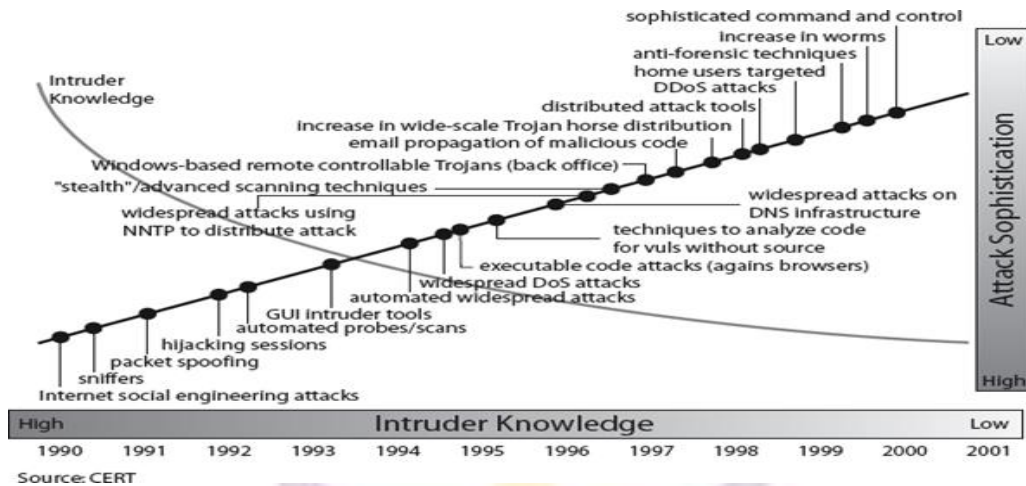 sophisticated command and control
increase in worms
anti-forensic techniques
home users targeted
DDoS attacks
distributed attack tools
increase in wide-scale Trojan horse distribution
email propagation of malicious code
Windows-based remote controllable Trojans (back office)
"stealth"/advanced scanning techniques
widespread attacks using
NNTP to distribute attack
Intruder
Knowledge
widespread attacks on
DNS infrastructure
techniques to analyze code
for vuls without source
executable code attacks (agains browsers)
widespread DoS attacks
automated widespread attacks
GUI intruder tools
automated probes/scans
hijacking sessions
packet spoofing
sniffers
Internet social engineering attacks
Low
Attack Sophistication
High
High Intruder Knowledge Low
1990 1991 1992 1993 1994 1995 1996 1997 1998 1999 2000 2001
Source: CERT